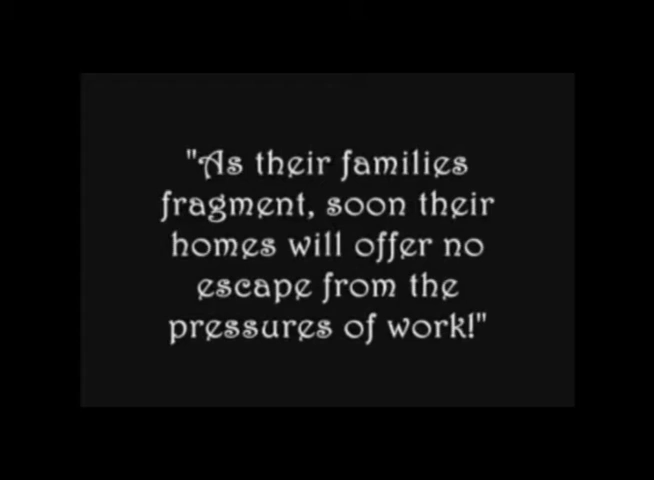 "As their families
fragment, soon their
homes will offer no
escape from the
pressures of work!"